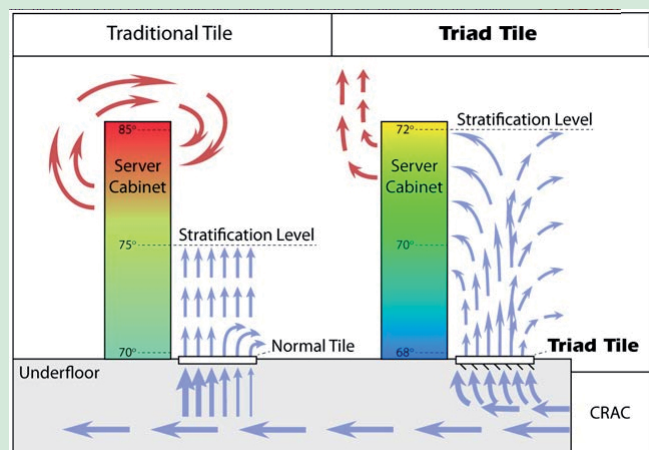 Traditional Tile
Triad Tile
85°
Server
Cabinet
75°
70°
Stratification Level
Normal Tile
72°
Server
Cabinet
70°
68°
Stratification Level
Triad Tile
Underfloor
CRAC